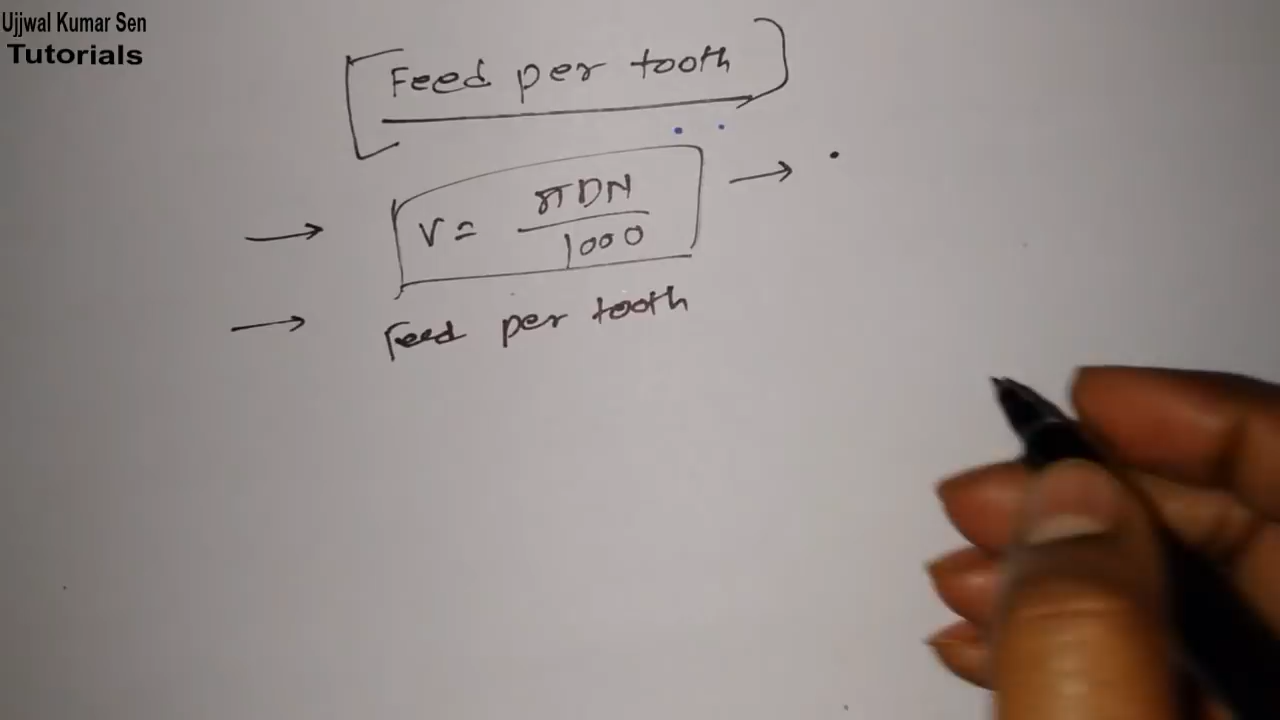 Ujjwal Kumar Sen
Tutorials
Feed per tooth
V = πDN / 1000
Feed per tooth